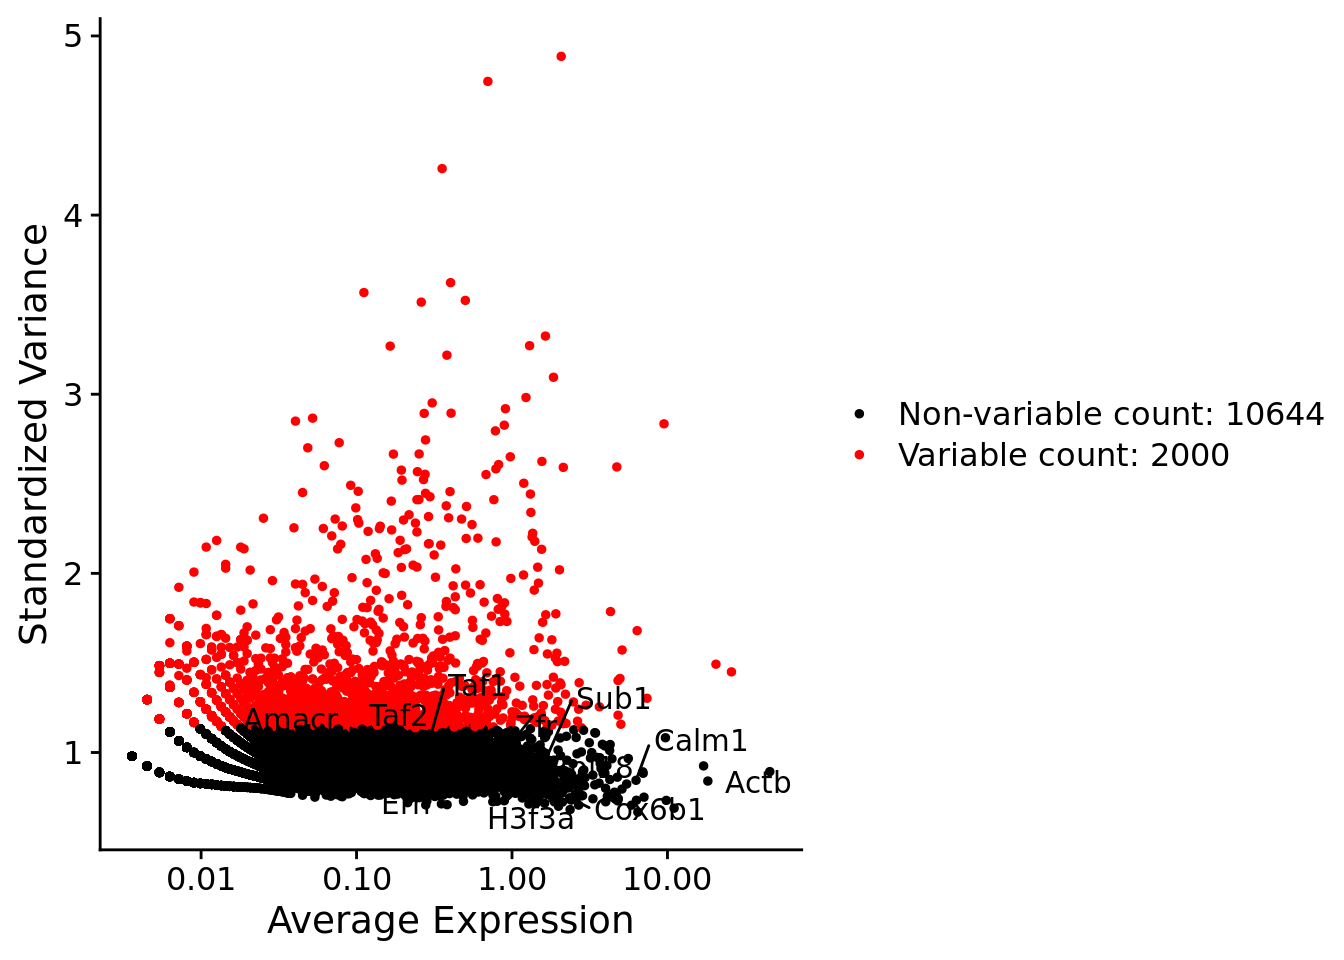 5
4
3
2
1
Standardized Variance
Taf1
Sub1
Amacr
Taf2
Zfr
Calm1
Actb
H3f3a
Cox6b1
0.01
0.10
1.00
10.00
Average Expression
Non-variable count: 10644
Variable count: 2000